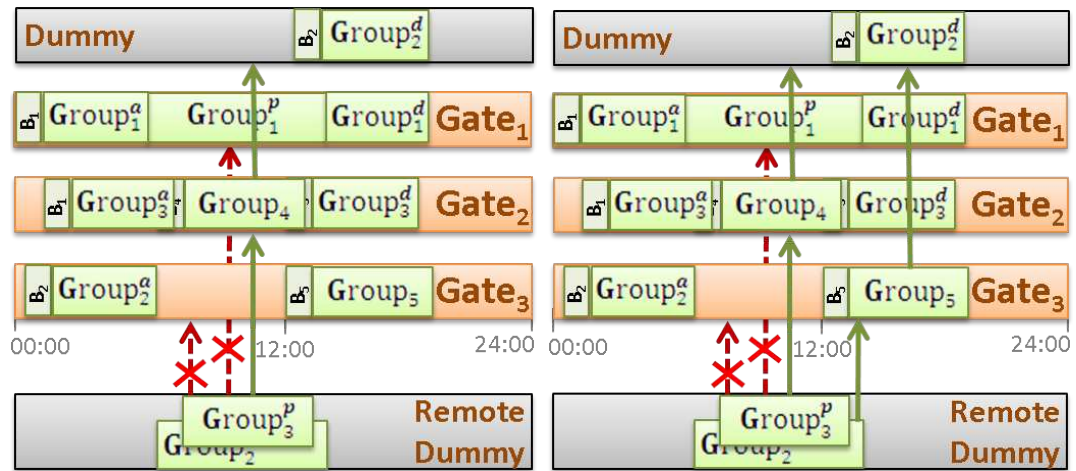 Dummy B₂ Group₂ᵈ
B₁ Group₁ᵃ Group₁ᵖ Group₁ᵈ Gate₁
B₁ Group₃ᵃ Group₄ Group₃ᵈ Gate₂
B₂ Group₂ᵃ B₅ Group₅ Gate₃
00:00 12:00 24:00
Group₃ᵖ Remote
Group₂ Dummy
Dummy B₂ Group₂ᵈ
B₁ Group₁ᵃ Group₁ᵖ Group₁ᵈ Gate₁
B₁ Group₃ᵃ Group₄ Group₃ᵈ Gate₂
B₂ Group₂ᵃ B₅ Group₅ Gate₃
00:00 12:00 24:00
Group₃ᵖ Remote
Group₂ Dummy